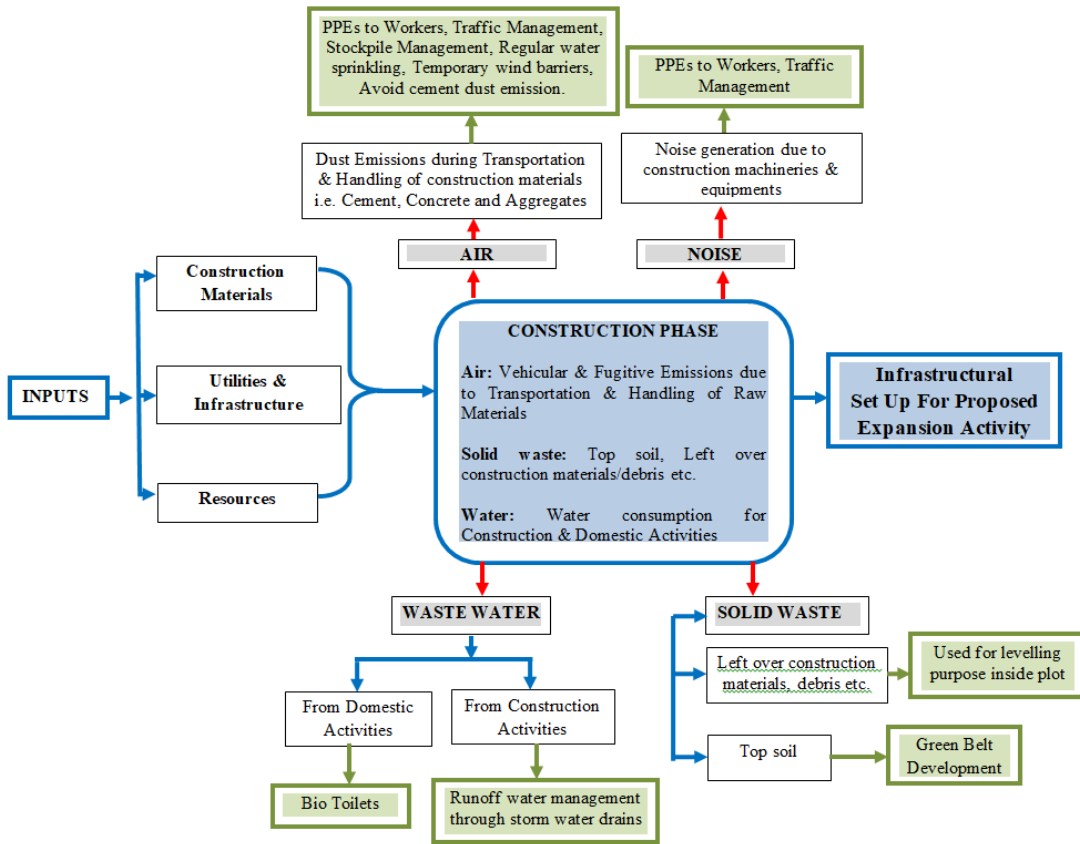 PPEs to Workers, Traffic Management,
Stockpile Management, Regular water
sprinkling, Temporary wind barriers,
Avoid cement dust emission.
PPEs to Workers, Traffic
Management
Dust Emissions during Transportation
& Handling of construction materials
i.e. Cement, Concrete and Aggregates
Noise generation due to
construction machineries &
equipments
AIR
NOISE
INPUTS
Construction
Materials
Utilities &
Infrastructure
Resources
CONSTRUCTION PHASE
Air: Vehicular & Fugitive Emissions due
to Transportation & Handling of Raw
Materials
Solid waste: Top soil, Left over
construction materials/debris etc.
Water: Water consumption for
Construction & Domestic Activities
Infrastructural
Set Up For Proposed
Expansion Activity
WASTE WATER
From Domestic
Activities
From Construction
Activities
Bio Toilets
Runoff water management
through storm water drains
SOLID WASTE
Left over construction
materials, debris etc.
Used for levelling
purpose inside plot
Top soil
Green Belt
Development